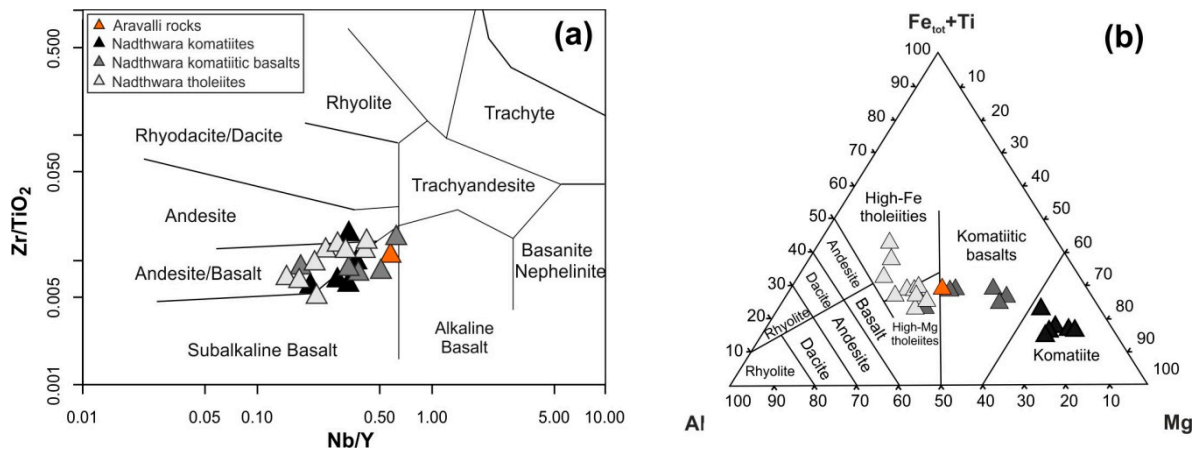 (a)
Aravalli rocks
Nadthwara komatiites
Nadthwara komatiitic basalts
Nadthwara tholeiites
Rhyolite
Trachyte
Rhyodacite/Dacite
Trachyandesite
Andesite
Andesite/Basalt
Basanite
Nephelinite
Subalkaline Basalt
Alkaline
Basalt
Zr/TiO2
0.500
0.050
0.005
0.001
0.01
0.05
0.10
0.50
1.00
5.00
10.00
Nb/Y
(b)
Fetot+Ti
100
90
80
70
60
50
40
30
20
10
10
20
30
40
50
60
70
80
90
100
High-Fe
tholeiities
Komatiitic
basalts
Andesite
Dacite
Rhyolite
Basalt
High-Mg
tholeiites
Andesite
Dacite
Rhyolite
Komatiite
100 90 80 70 60 50 40 30 20 10
Al
Mg